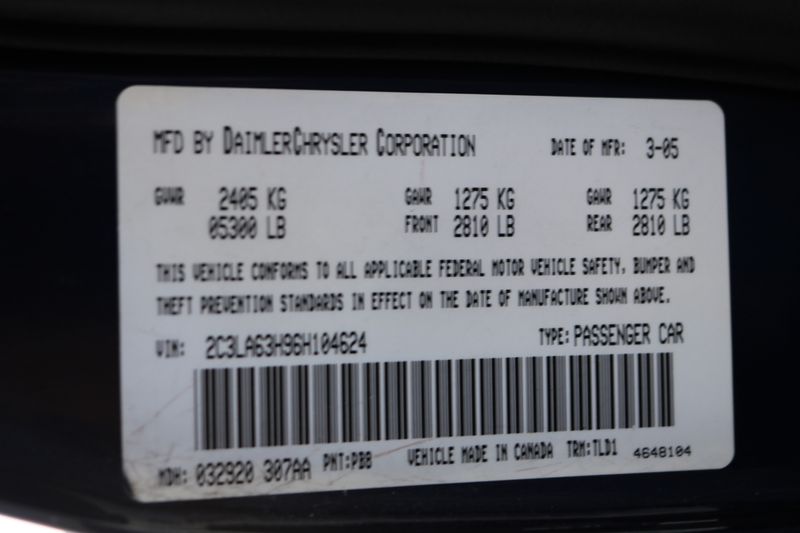 MFD BY DAIMLERCHRYSLER CORPORATION DATE OF MFR: 3-05
GVWR 2405 KG GAWR 1275 KG GAWR 1275 KG
05300 LB FRONT 2810 LB REAR 2810 LB
THIS VEHICLE CONFORMS TO ALL APPLICABLE FEDERAL MOTOR VEHICLE SAFETY, BUMPER AND
THEFT PREVENTION STANDARDS IN EFFECT ON THE DATE OF MANUFACTURE SHOWN ABOVE.
VIN: 2C3LA63H96H104624 TYPE: PASSENGER CAR
MDH: 032920 307AA PNT:PBB VEHICLE MADE IN CANADA TRM:TLD1 4648104